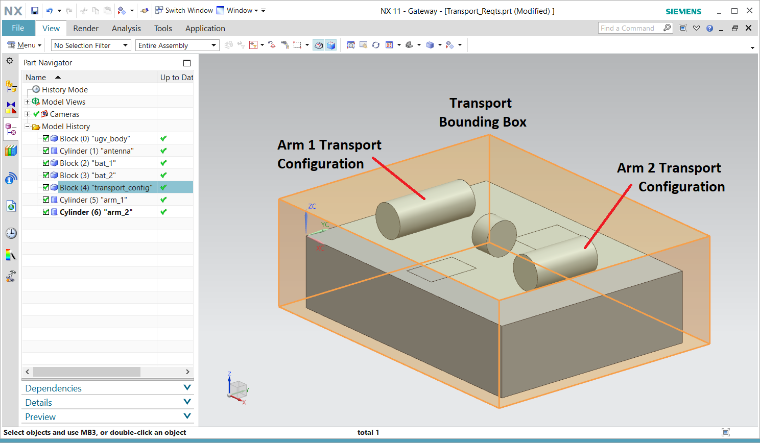 NX
Switch Window
Window
NX 11 - Gateway - [Transport_Reqts.prt (Modified) ]
SIEMENS
File
View
Render
Analysis
Tools
Application
Find a Command
Menu
No Selection Filter
Entire Assembly
Part Navigator
Name
Up to Dat
History Mode
Model Views
Cameras
Model History
Block (0) "ugv_body"
Cylinder (1) "antenna"
Block (2) "bat_1"
Block (3) "bat_2"
Block (4) "transport_config"
Cylinder (5) "arm_1"
Cylinder (6) "arm_2"
Dependencies
Details
Preview
Transport
Bounding Box
Arm 1 Transport
Configuration
Arm 2 Transport
Configuration
ZC
YC
Z
X
Select objects and use MB3, or double-click an object
total 1